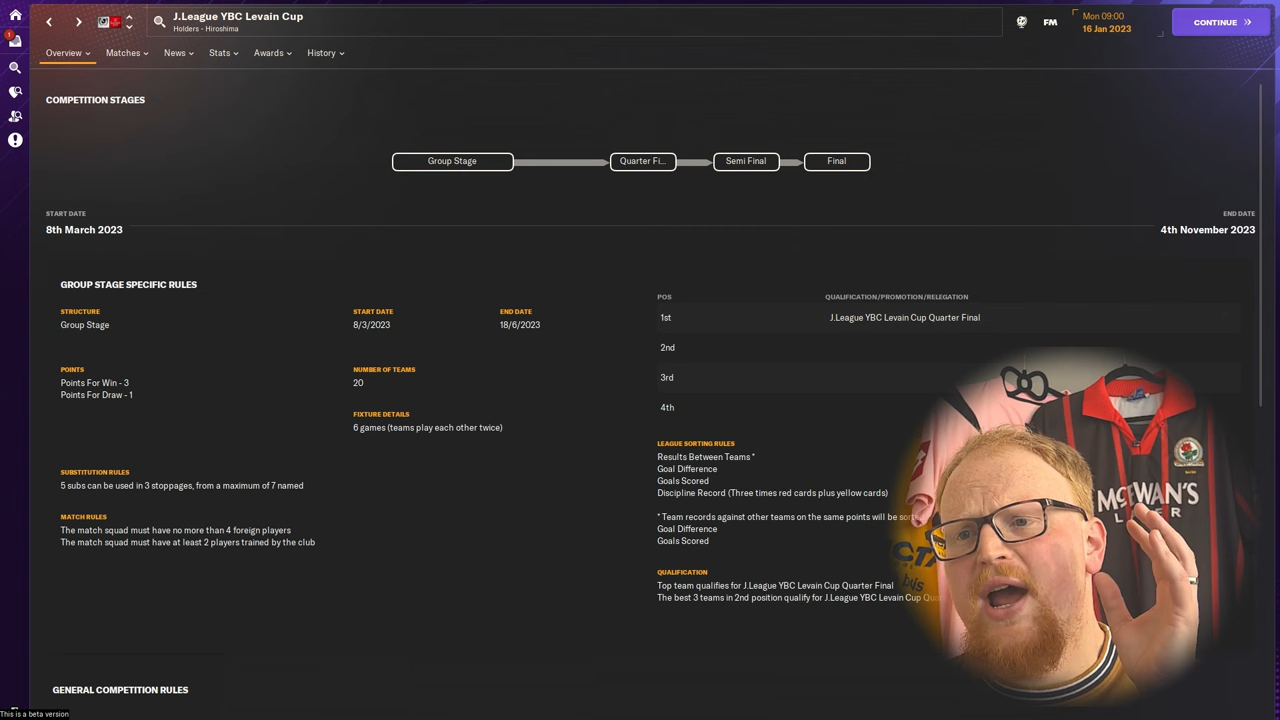 J.League YBC Levain Cup
Holders - Hiroshima
FM
Mon 09:00
16 Jan 2023
CONTINUE
1
Overview
Matches
News
Stats
Awards
History
COMPETITION STAGES
Group Stage
Quarter Fi...
Semi Final
Final
START DATE
END DATE
8th March 2023
4th November 2023
GROUP STAGE SPECIFIC RULES
STRUCTURE
Group Stage
START DATE
8/3/2023
END DATE
18/6/2023
POINTS
Points For Win - 3
Points For Draw - 1
NUMBER OF TEAMS
20
FIXTURE DETAILS
6 games (teams play each other twice)
SUBSTITUTION RULES
5 subs can be used in 3 stoppages, from a maximum of 7 named
MATCH RULES
The match squad must have no more than 4 foreign players
The match squad must have at least 2 players trained by the club
POS
QUALIFICATION/PROMOTION/RELEGATION
1st
J.League YBC Levain Cup Quarter Final
2nd
3rd
4th
LEAGUE SORTING RULES
Results Between Teams *
Goal Difference
Goals Scored
Discipline Record (Three times red cards plus yellow cards)
* Team records against other teams on the same points will be
Goal Difference
Goals Scored
QUALIFICATION
Top team qualifies for J.League YBC Levain Cup Quarter Final
The best 3 teams in 2nd position qualify for J.League YBC Levain Cup
McEWAN'S
GENERAL COMPETITION RULES
This is a beta version